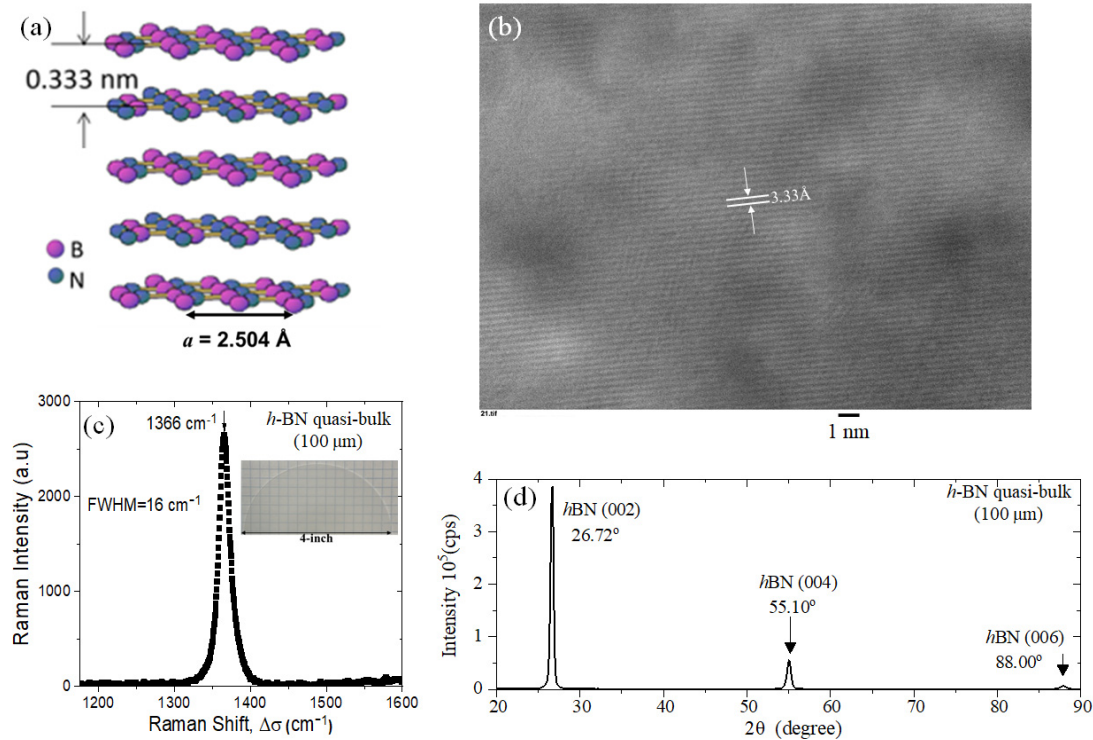 (a)
0.333 nm
B
N
a = 2.504 Å
(b)
3.33Å
21.tif
1 nm
(c)
3000
2000
1000
0
1200
1300
1400
1500
1600
Raman Intensity (a.u)
Raman Shift, Δσ (cm⁻¹)
1366 cm⁻¹
FWHM=16 cm⁻¹
h-BN quasi-bulk
(100 μm)
4-inch
(d)
4
3
2
1
0
20
30
40
50
60
70
80
90
Intensity 10⁵(cps)
2θ (degree)
hBN (002)
26.72º
hBN (004)
55.10º
h-BN quasi-bulk
(100 μm)
hBN (006)
88.00º